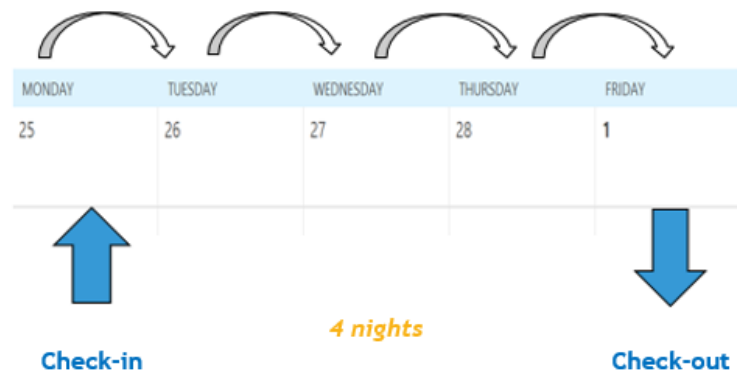 MONDAY TUESDAY WEDNESDAY THURSDAY FRIDAY
25 26 27 28 1
4 nights
Check-in Check-out